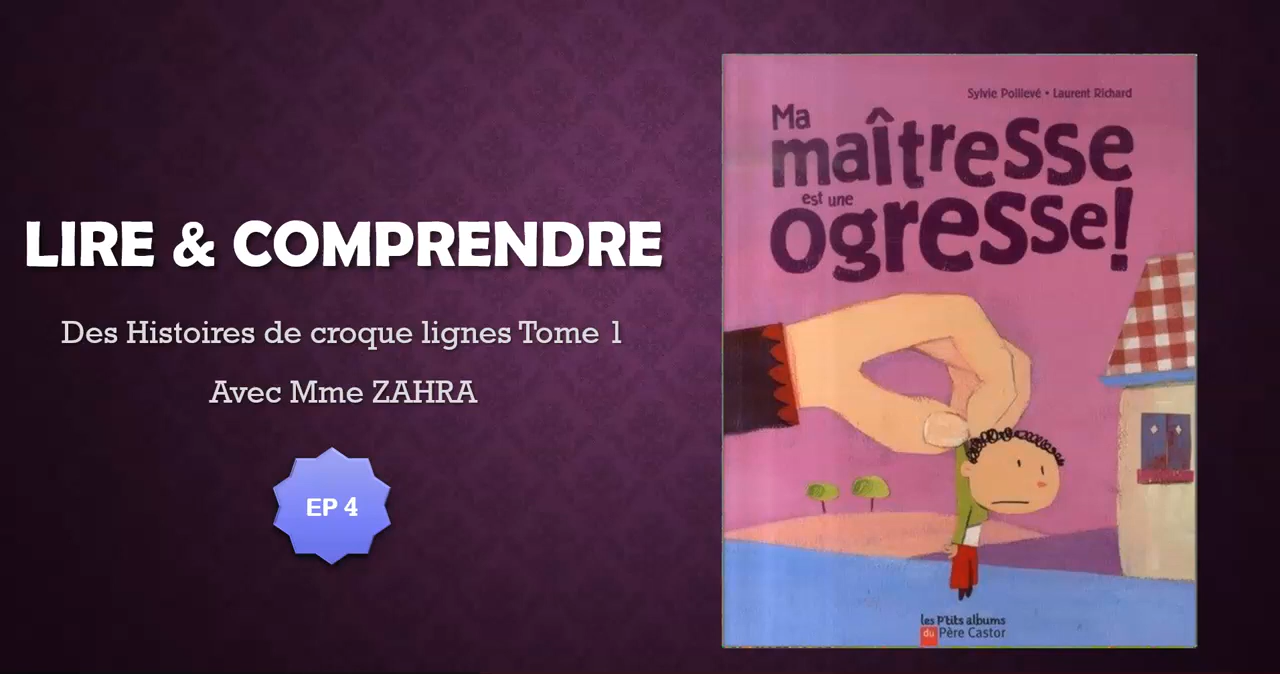 LIRE & COMPRENDRE
Des Histoires de croque lignes Tome 1
Avec Mme ZAHRA
EP 4
Sylvie Poillevé • Laurent Richard
Ma
maîtresse
est une
ogresse!
les p'tits albums
du Père Castor